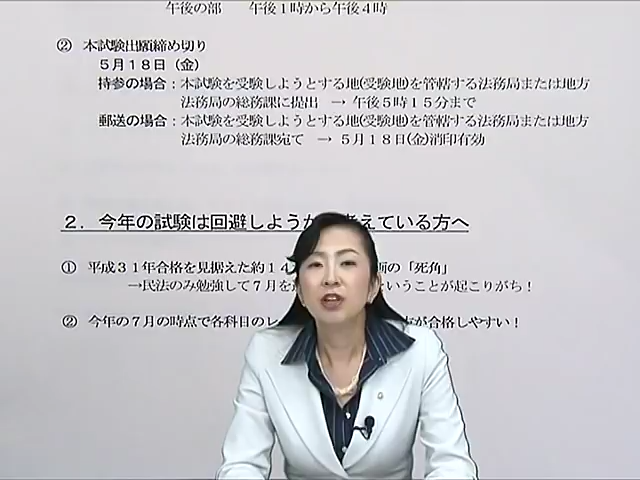 午後の部　　午後１時から午後４時
②　本試験出願締め切り
５月１８日（金）
持参の場合：本試験を受験しようとする地(受験地)を管轄する法務局または地方
法務局の総務課に提出　→　午後５時１５分まで
郵送の場合：本試験を受験しようとする地(受験地)を管轄する法務局または地方
法務局の総務課宛て　→　５月１８日(金)消印有効
２．今年の試験は回避しようか　えている方へ
①　平成３１年合格を見据えた約１　の「死角」
→民法のみ勉強して７月を　ということが起こりがち！
②　今年の７月の時点で各科目のレ　が合格しやすい！